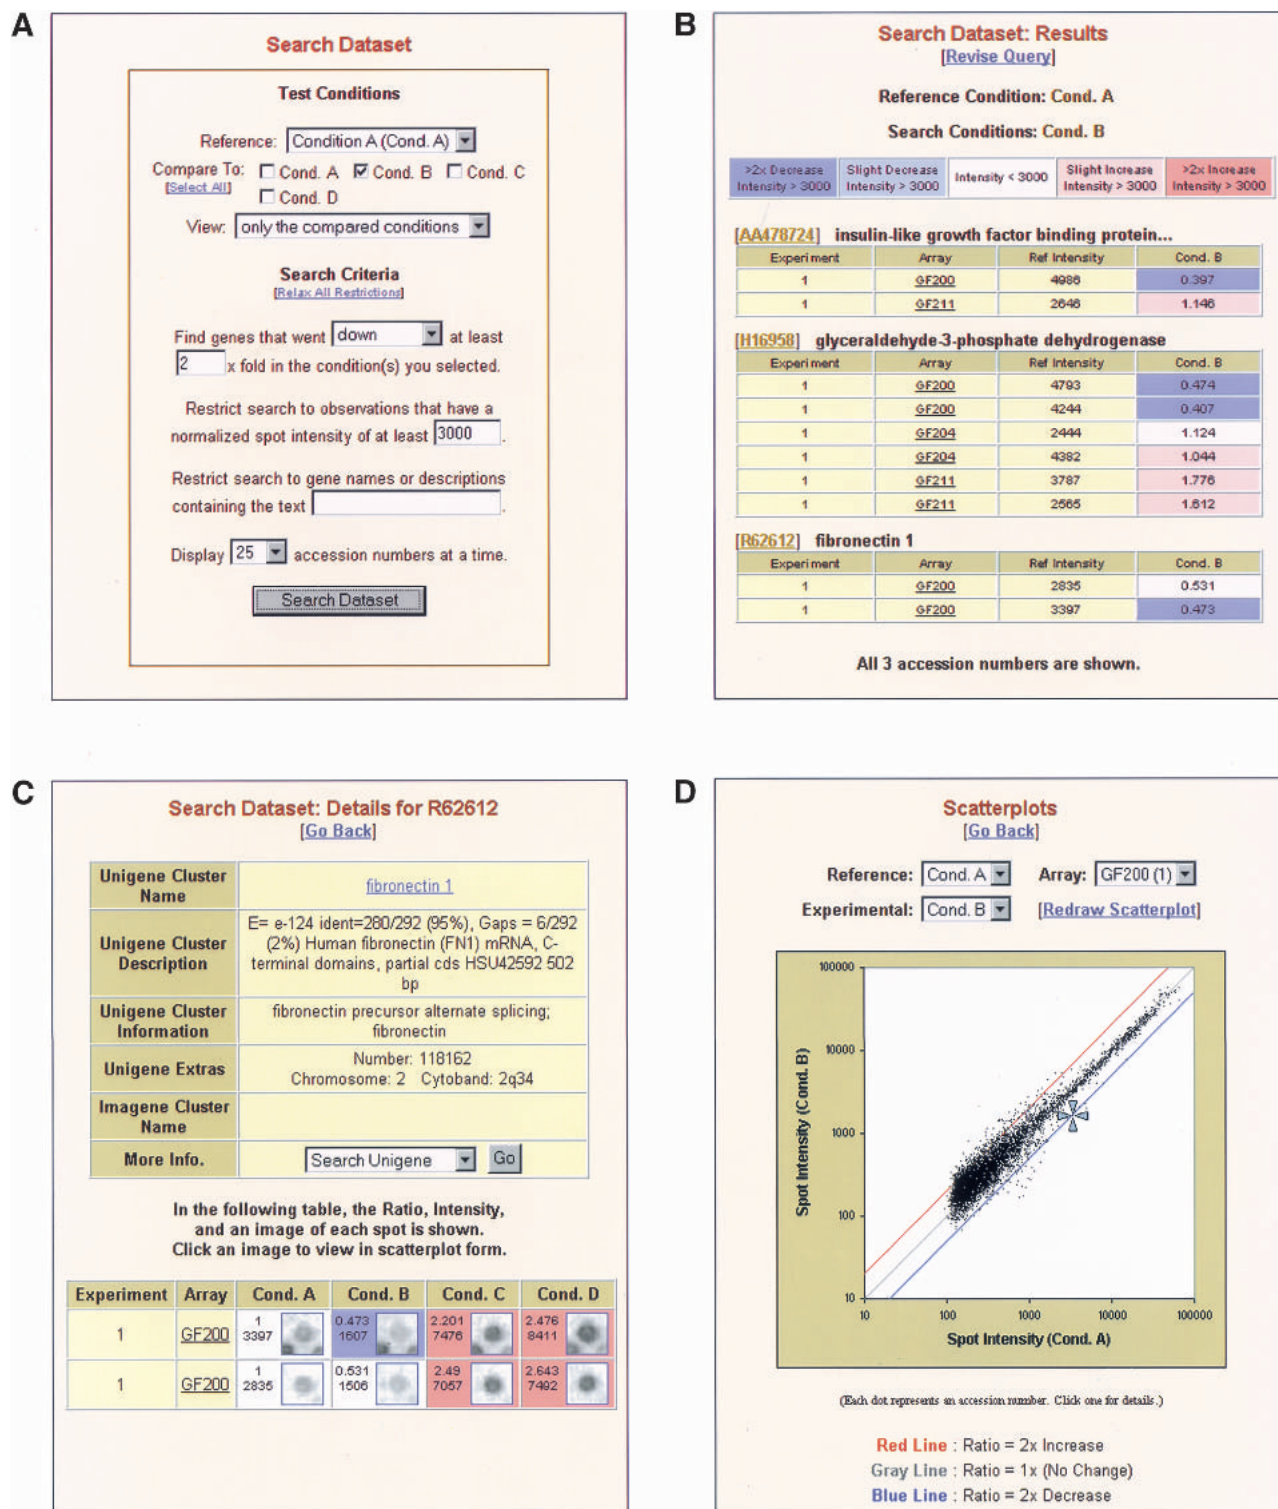 A
Search Dataset
Test Conditions
Reference: Condition A (Cond. A)
Compare To: Cond. A Cond. B Cond. C
[Select All]
Cond. D
View: only the compared conditions
Search Criteria
[Relax All Restrictions]
Find genes that went down at least
2 x fold in the condition(s) you selected.
Restrict search to observations that have a
normalized spot intensity of at least 3000 .
Restrict search to gene names or descriptions
containing the text .
Display 25 accession numbers at a time.
Search Dataset
B
Search Dataset: Results
[Revise Query]
Reference Condition: Cond. A
Search Conditions: Cond. B
>2x Decrease Slight Decrease Intensity < 3000 Slight Increase >2x Increase
Intensity > 3000 Intensity > 3000 Intensity > 3000 Intensity > 3000
[AA478724] insulin-like growth factor binding protein...
Experiment Array Ref Intensity Cond. B
1 GF200 4986 0.397
1 GF211 2646 1.146
[H16958] glyceraldehyde-3-phosphate dehydrogenase
Experiment Array Ref Intensity Cond. B
1 GF200 4793 0.474
1 GF200 4244 0.407
1 GF204 2444 1.124
1 GF204 4382 1.044
1 GF211 3787 1.776
1 GF211 2565 1.612
[R62612] fibronectin 1
Experiment Array Ref Intensity Cond. B
1 GF200 2835 0.531
1 GF200 3397 0.473
All 3 accession numbers are shown.
C
Search Dataset: Details for R62612
[Go Back]
Unigene Cluster
Name
fibronectin 1
Unigene Cluster
Description
E= e-124 ident=280/292 (95%), Gaps = 6/292
(2%) Human fibronectin (FN1) mRNA, C-
terminal domains, partial cds HSU42592 502
bp
Unigene Cluster
Information
fibronectin precursor alternate splicing;
fibronectin
Unigene Extras
Number: 118162
Chromosome: 2 Cytoband: 2q34
Imagene Cluster
Name
More Info.
Search Unigene Go
In the following table, the Ratio, Intensity,
and an image of each spot is shown.
Click an image to view in scatterplot form.
Experiment Array Cond. A Cond. B Cond. C Cond. D
1 GF200 1 0.473 2.201 2.476
3397 1607 7476 8411
1 GF200 1 0.531 2.49 2.643
2835 1506 7057 7492
D
Scatterplots
[Go Back]
Reference: Cond. A Array: GF200 (1)
Experimental: Cond. B [Redraw Scatterplot]
Spot Intensity (Cond. B)
100000
10000
1000
100
10
10 100 1000 10000 100000
Spot Intensity (Cond. A)
(Each dot represents an accession number. Click one for details.)
Red Line : Ratio = 2x Increase
Gray Line : Ratio = 1x (No Change)
Blue Line : Ratio = 2x Decrease